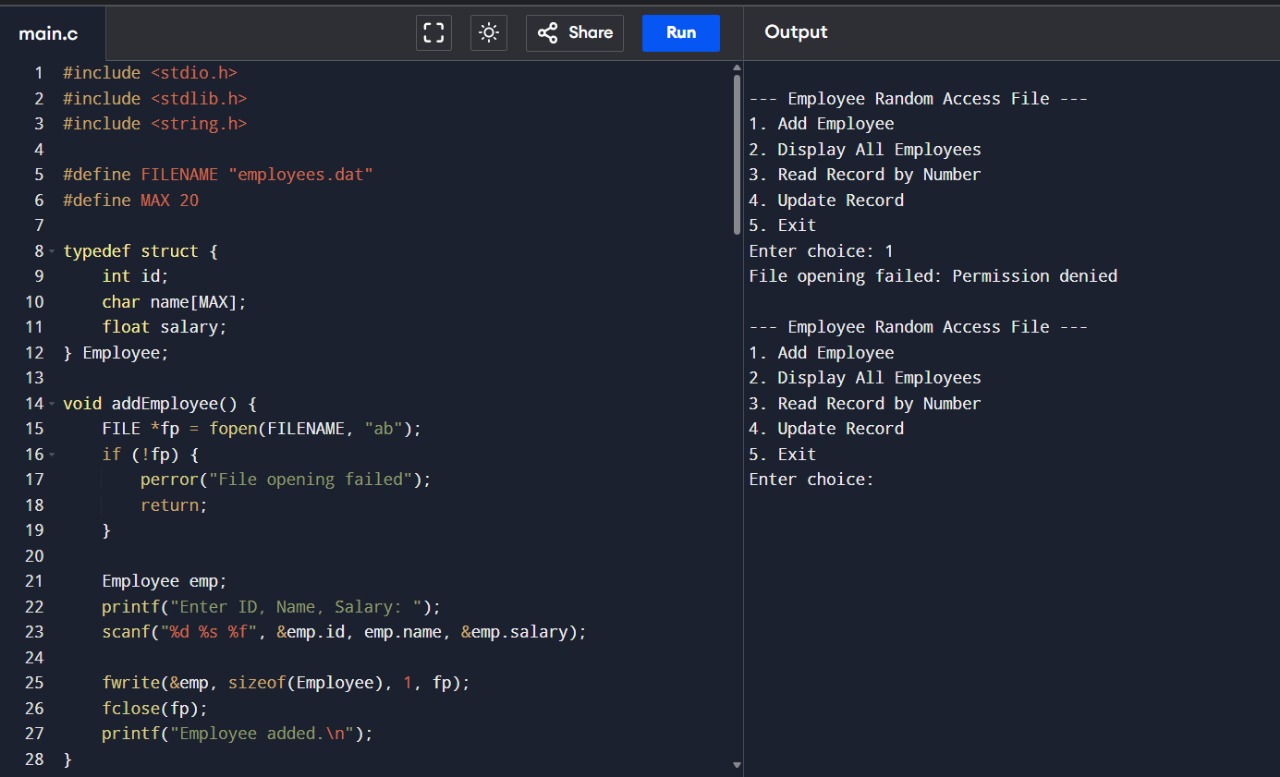 main.c
Share
Run
Output
1 #include <stdio.h>
2 #include <stdlib.h>
3 #include <string.h>
4
5 #define FILENAME "employees.dat"
6 #define MAX 20
7
8 typedef struct {
9     int id;
10     char name[MAX];
11     float salary;
12 } Employee;
13
14 void addEmployee() {
15     FILE *fp = fopen(FILENAME, "ab");
16     if (!fp) {
17         perror("File opening failed");
18         return;
19     }
20
21     Employee emp;
22     printf("Enter ID, Name, Salary: ");
23     scanf("%d %s %f", &emp.id, emp.name, &emp.salary);
24
25     fwrite(&emp, sizeof(Employee), 1, fp);
26     fclose(fp);
27     printf("Employee added.\n");
28 }
--- Employee Random Access File ---
1. Add Employee
2. Display All Employees
3. Read Record by Number
4. Update Record
5. Exit
Enter choice: 1
File opening failed: Permission denied
--- Employee Random Access File ---
1. Add Employee
2. Display All Employees
3. Read Record by Number
4. Update Record
5. Exit
Enter choice: